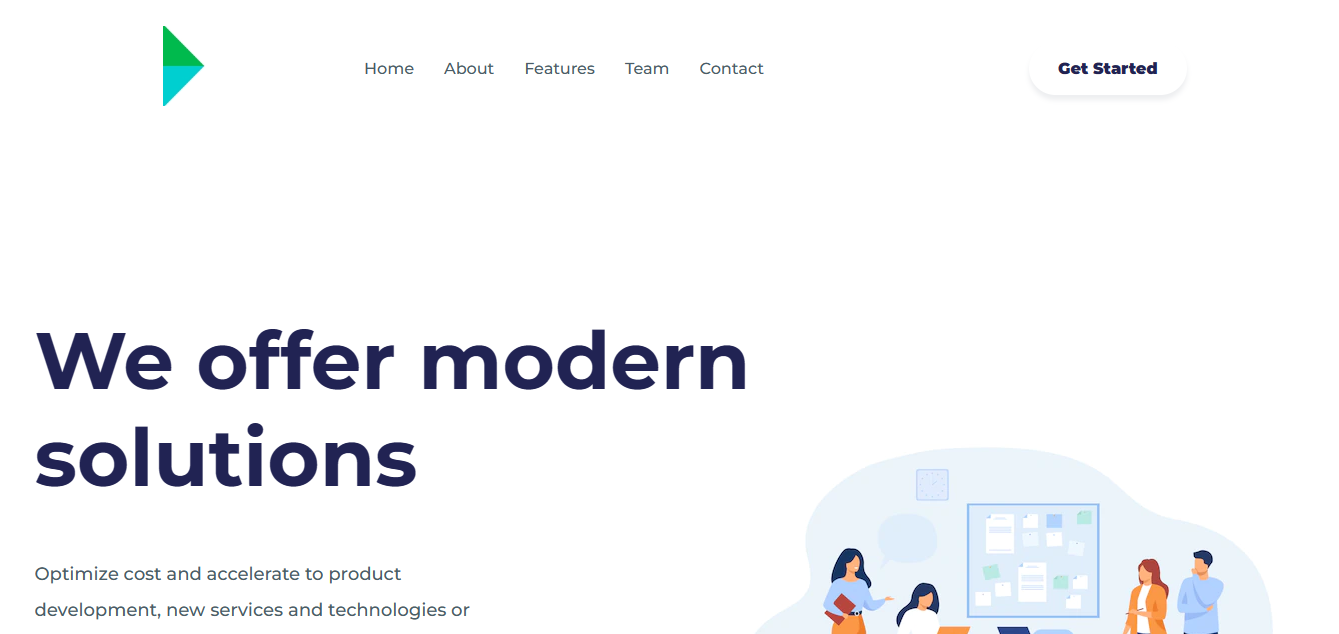 Home About Features Team Contact Get Started
We offer modern
solutions
Optimize cost and accelerate to product
development, new services and technologies or